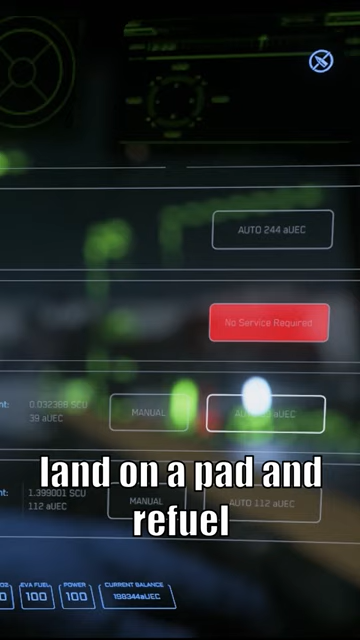 AUTO 244 aUEC
No Service Required
0.032386 SCU
MANUAL
39 aUEC
land on a pad and
1.399001 SCU
MANUAL
AUTO 112 aUEC
112 aUEC
refuel
EVA FUEL
POWER
CURRENT BALANCE
100
100
198344aUEC